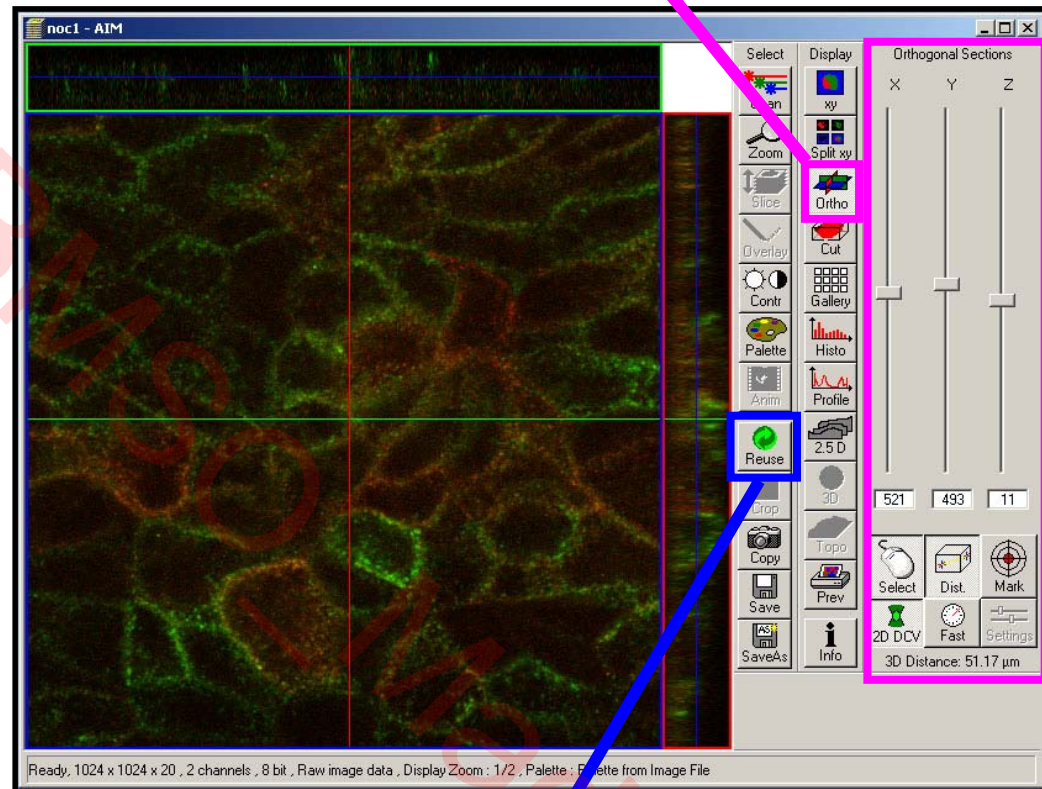 noc1 - AIM
Select
Display
Orthogonal Sections
Scan
xy
X
Y
Z
Zoom
Split xy
Slice
Ortho
Overlay
Cut
Contr
Gallery
Palette
Histo
Anim
Profile
Reuse
2.5 D
Crop
3D
521
493
11
Copy
Topo
Select
Dist.
Mark
Save
Prev
2D DCV
Fast
Settings
AS
SaveAs
Info
3D Distance: 51.17 µm
Ready, 1024 x 1024 x 20 , 2 channels , 8 bit , Raw image data , Display Zoom : 1/2 , Palette : Palette from Image File